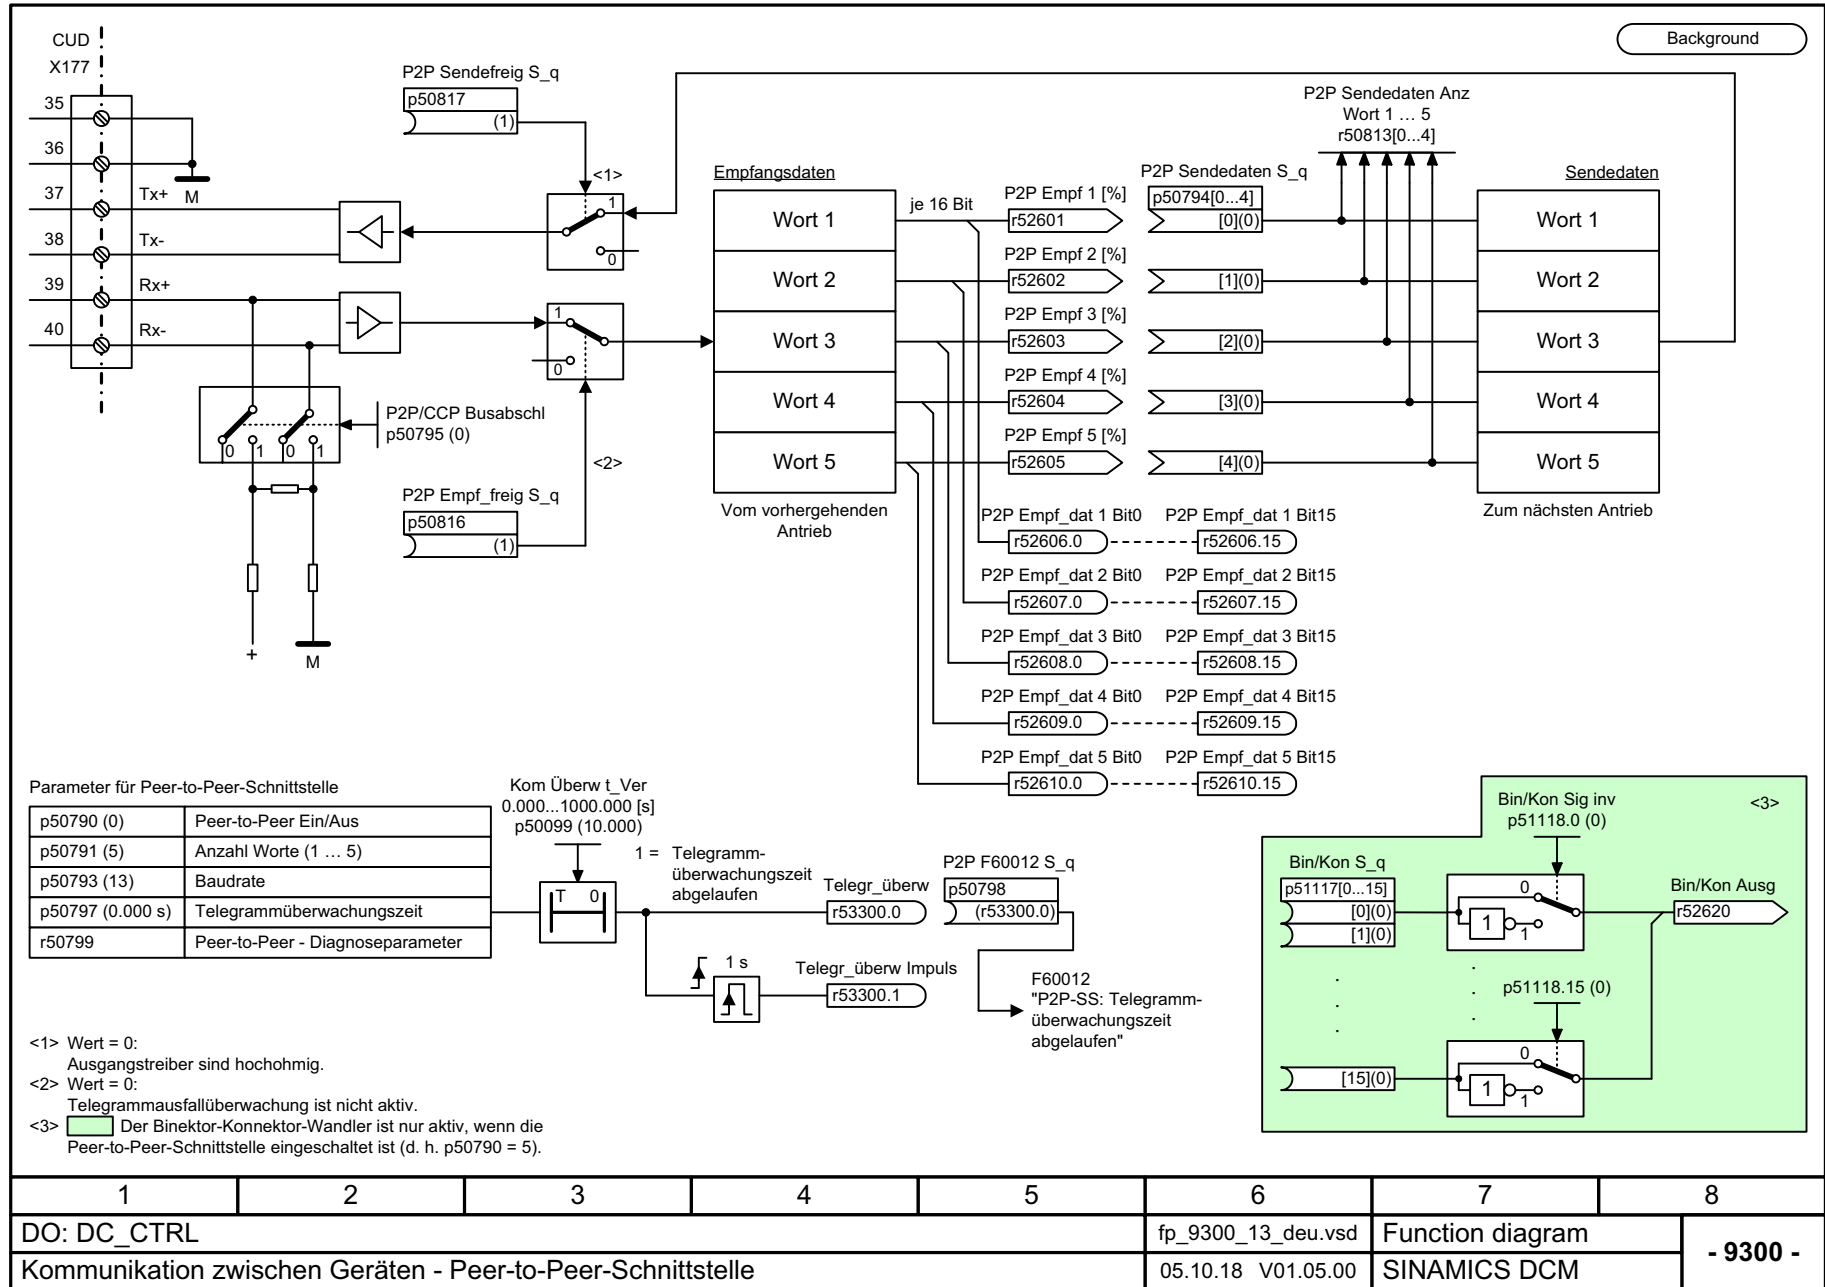 Background
CUD
X177
35
36
37
38
39
40
Tx+
M
Tx-
Rx+
Rx-
P2P Sendefreig S_q
p50817
(1)
<1>
1
0
1
0
P2P/CCP Busabschl
p50795 (0)
0
1
0
1
<2>
P2P Empf_freig S_q
p50816
(1)
+
M
Empfangsdaten
Wort 1
Wort 2
Wort 3
Wort 4
Wort 5
Vom vorhergehenden
Antrieb
je 16 Bit
P2P Empf 1 [%]
r52601
P2P Empf 2 [%]
r52602
P2P Empf 3 [%]
r52603
P2P Empf 4 [%]
r52604
P2P Empf 5 [%]
r52605
P2P Sendedaten S_q
p50794[0...4]
[0](0)
[1](0)
[2](0)
[3](0)
[4](0)
P2P Sendedaten Anz
Wort 1 ... 5
r50813[0...4]
Sendedaten
Wort 1
Wort 2
Wort 3
Wort 4
Wort 5
Zum nächsten Antrieb
P2P Empf_dat 1 Bit0 P2P Empf_dat 1 Bit15
r52606.0 r52606.15
P2P Empf_dat 2 Bit0 P2P Empf_dat 2 Bit15
r52607.0 r52607.15
P2P Empf_dat 3 Bit0 P2P Empf_dat 3 Bit15
r52608.0 r52608.15
P2P Empf_dat 4 Bit0 P2P Empf_dat 4 Bit15
r52609.0 r52609.15
P2P Empf_dat 5 Bit0 P2P Empf_dat 5 Bit15
r52610.0 r52610.15
Parameter für Peer-to-Peer-Schnittstelle
p50790 (0) Peer-to-Peer Ein/Aus
p50791 (5) Anzahl Worte (1 ... 5)
p50793 (13) Baudrate
p50797 (0.000 s) Telegrammüberwachungszeit
r50799 Peer-to-Peer - Diagnoseparameter
Kom Überw t_Ver
0.000...1000.000 [s]
p50099 (10.000)
T 0
1 = Telegramm-
überwachungszeit
abgelaufen
Telegr_überw
r53300.0
1 s
Telegr_überw Impuls
r53300.1
P2P F60012 S_q
p50798
(r53300.0)
F60012
"P2P-SS: Telegramm-
überwachungszeit
abgelaufen"
<3>
Bin/Kon Sig inv
p51118.0 (0)
Bin/Kon S_q
p51117[0...15]
[0](0)
[1](0)
0
1
1
Bin/Kon Ausg
r52620
p51118.15 (0)
[15](0)
0
1
1
<1> Wert = 0:
Ausgangstreiber sind hochohmig.
<2> Wert = 0:
Telegrammausfallüberwachung ist nicht aktiv.
<3> Der Binektor-Konnektor-Wandler ist nur aktiv, wenn die
Peer-to-Peer-Schnittstelle eingeschaltet ist (d. h. p50790 = 5).
1 2 3 4 5 6 7 8
DO: DC_CTRL
fp_9300_13_deu.vsd
Function diagram
- 9300 -
Kommunikation zwischen Geräten - Peer-to-Peer-Schnittstelle
05.10.18 V01.05.00
SINAMICS DCM